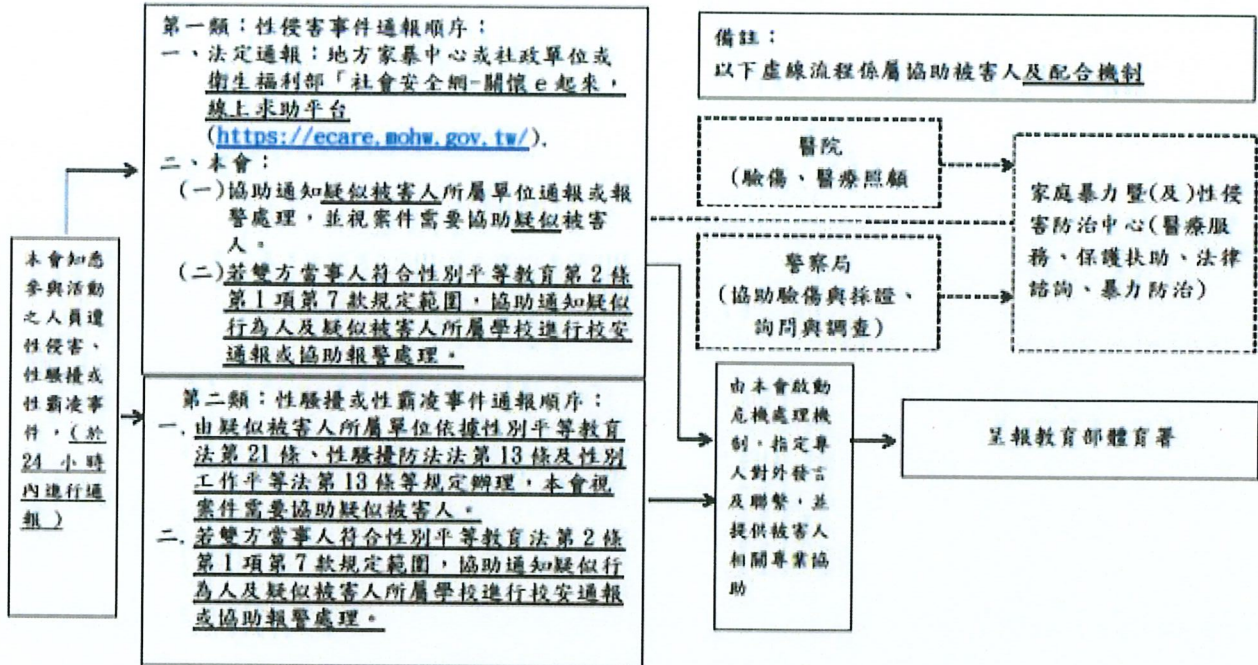 本會知悉
參與活動
之人員遭
性侵害、
性騷擾或
性霸凌事
件，(於
24 小時
內進行通
報)
第一類：性侵害事件通報順序：
一、法定通報：地方家暴中心或社政單位或
衛生福利部「社會安全網-關懷 e 起來，
線上求助平台
(https://ecare.mohw.gov.tw/).
二、本會：
(一)協助通知疑似被害人所屬單位通報或報
警處理，並視案件需要協助疑似被害
人。
(二)若雙方當事人符合性別平等教育第 2 條
第 1 項第 7 款規定範圍，協助通知疑似
行為人及疑似被害人所屬學校進行校安
通報或協助報警處理。
第二類：性騷擾或性霸凌事件通報順序：
一. 由疑似被害人所屬單位依據性別平等教育
法第 21 條、性騷擾防法法第 13 條及性別
工作平等法第 13 條等規定辦理，本會視
案件需要協助疑似被害人。
二. 若雙方當事人符合性別平等教育法第 2 條
第 1 項第 7 款規定範圍，協助通知疑似行
為人及疑似被害人所屬學校進行校安通報
或協助報警處理。
備註：
以下虛線流程係屬協助被害人及配合機制
醫院
(驗傷、醫療照顧
警察局
(協助驗傷與採證、
詢問與調查)
家庭暴力暨(及)性侵
害防治中心(醫療服
務、保護扶助、法律
諮詢、暴力防治)
由本會啟動
危機處理機
制，指定專
人對外發言
及聯繫，並
提供被害人
相關專業協
助
呈報教育部體育署